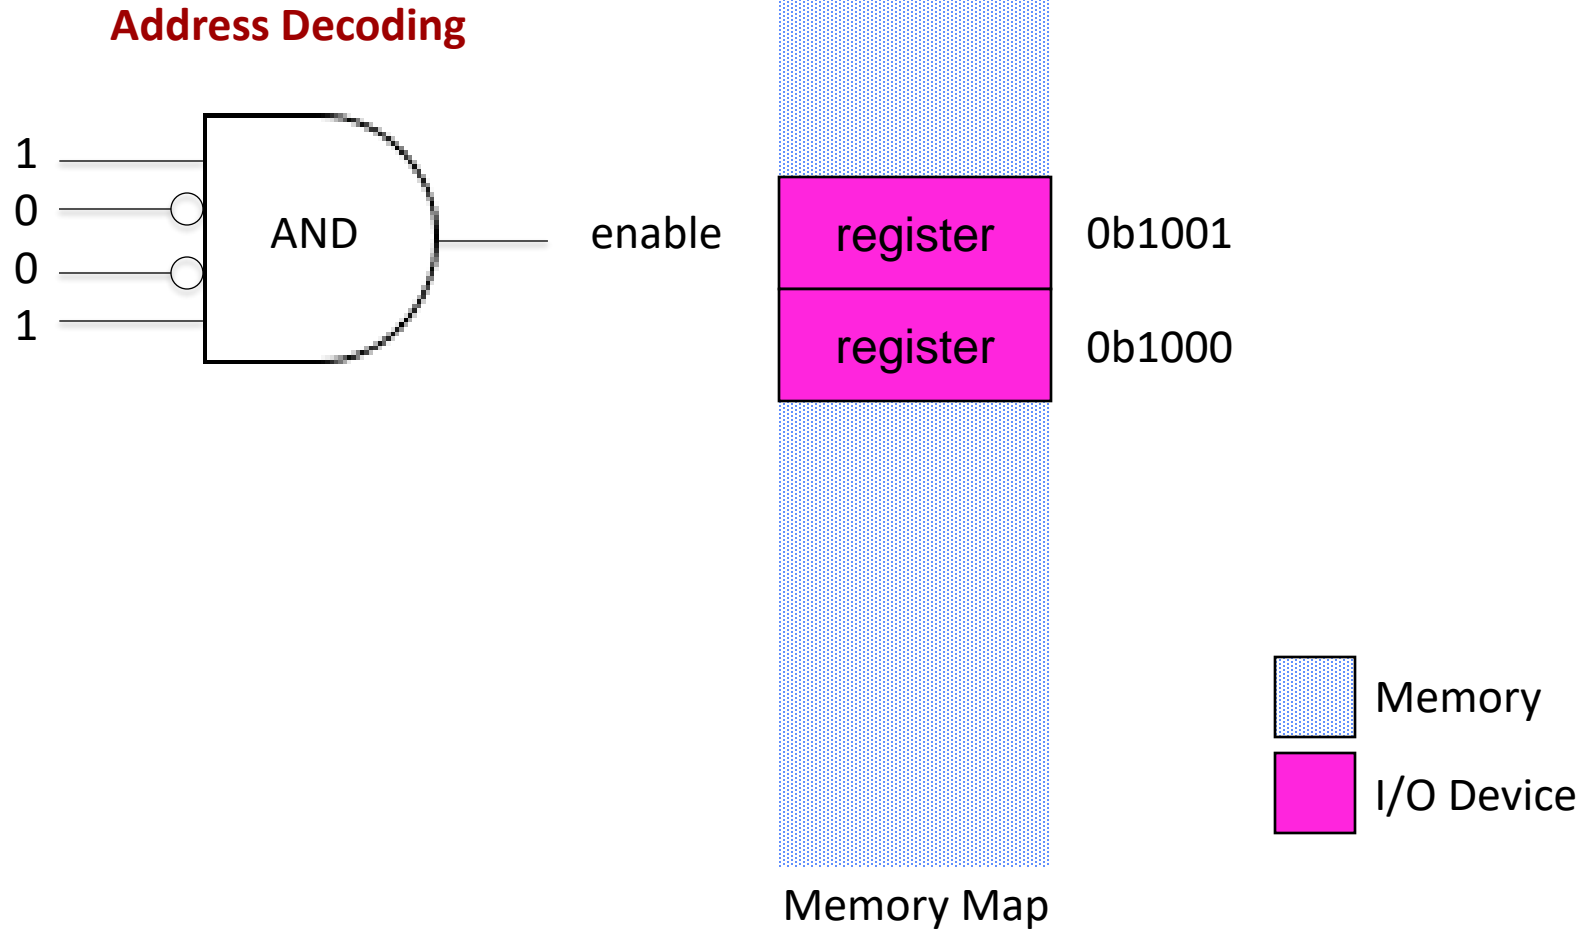 Address Decoding
1
0
0
1
AND
enable
register
0b1001
register
0b1000
Memory
I/O Device
Memory Map